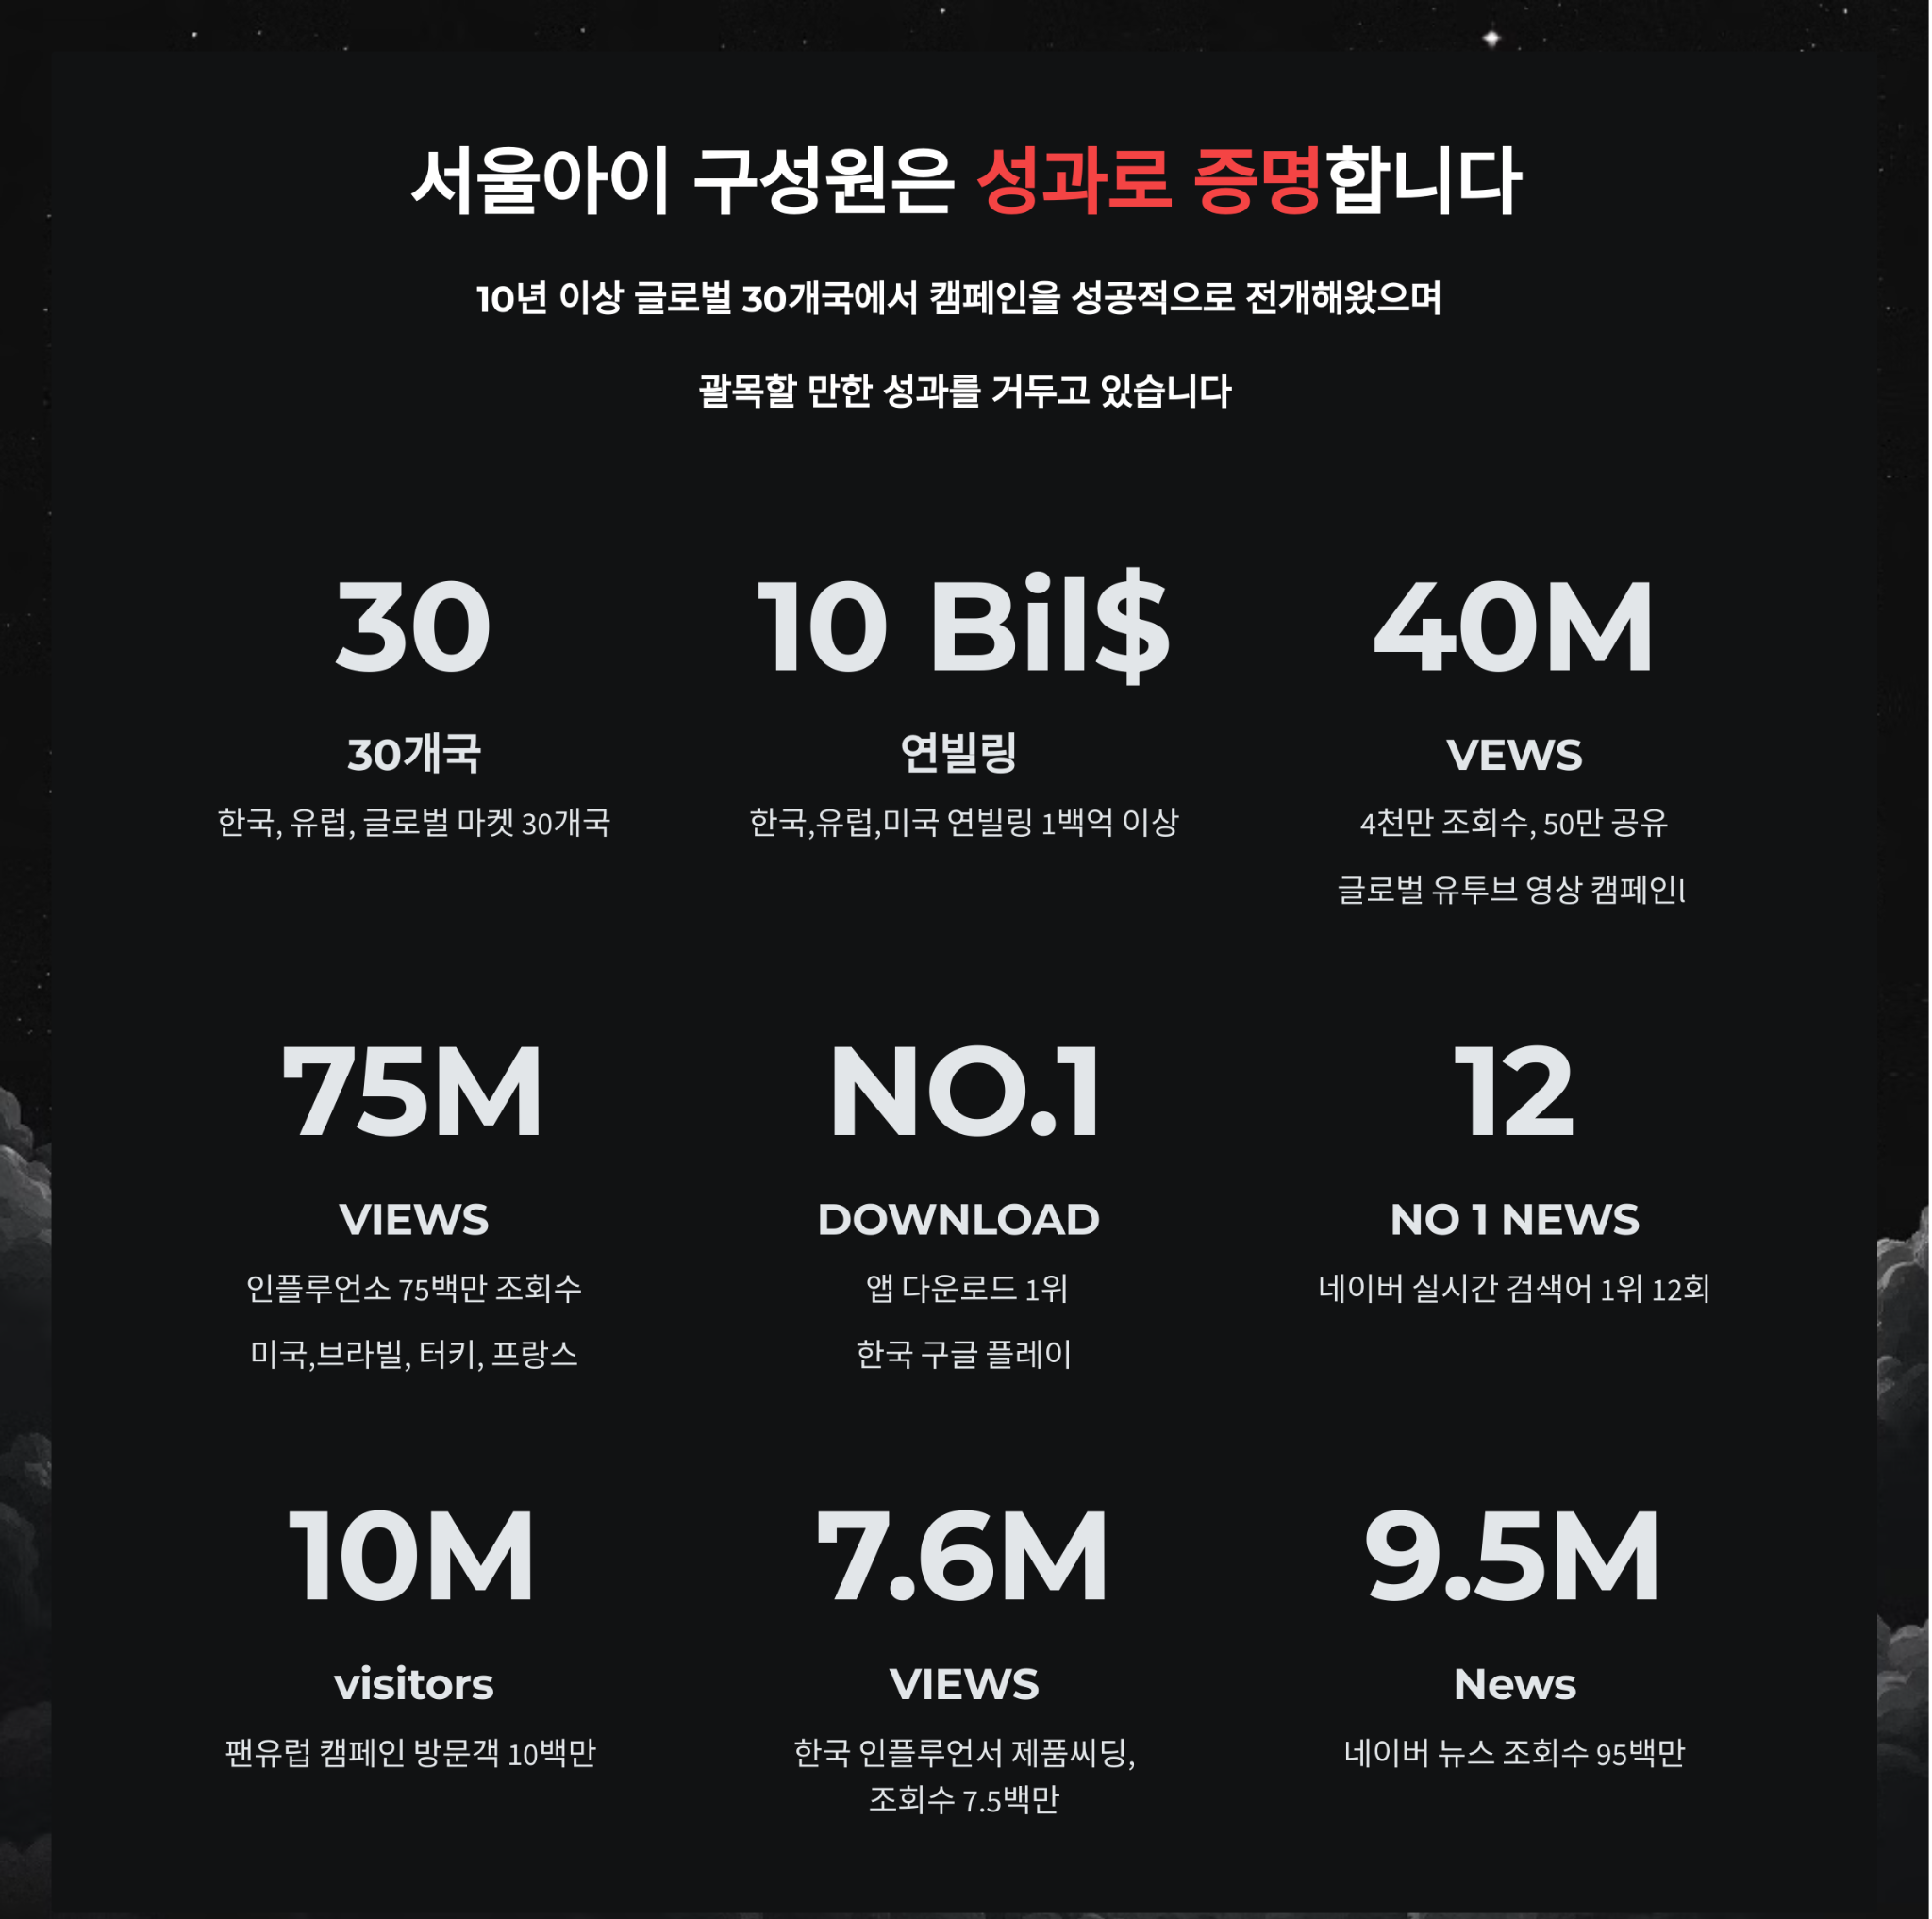 서울아이 구성원은 성과로 증명합니다
10년 이상 글로벌 30개국에서 캠페인을 성공적으로 전개해왔으며
괄목할 만한 성과를 거두고 있습니다
30
10 Bil$
40M
30개국
연빌링
VEWS
한국, 유럽, 글로벌 마켓 30개국
한국,유럽,미국 연빌링 1백억 이상
4천만 조회수, 50만 공유
글로벌 유투브 영상 캠페인l
75M
NO.1
12
VIEWS
DOWNLOAD
NO 1 NEWS
인플루언소 75백만 조회수
앱 다운로드 1위
네이버 실시간 검색어 1위 12회
미국,브라빌, 터키, 프랑스
한국 구글 플레이
10M
7.6M
9.5M
visitors
VIEWS
News
팬유럽 캠페인 방문객 10백만
한국 인플루언서 제품씨딩,
네이버 뉴스 조회수 95백만
조회수 7.5백만